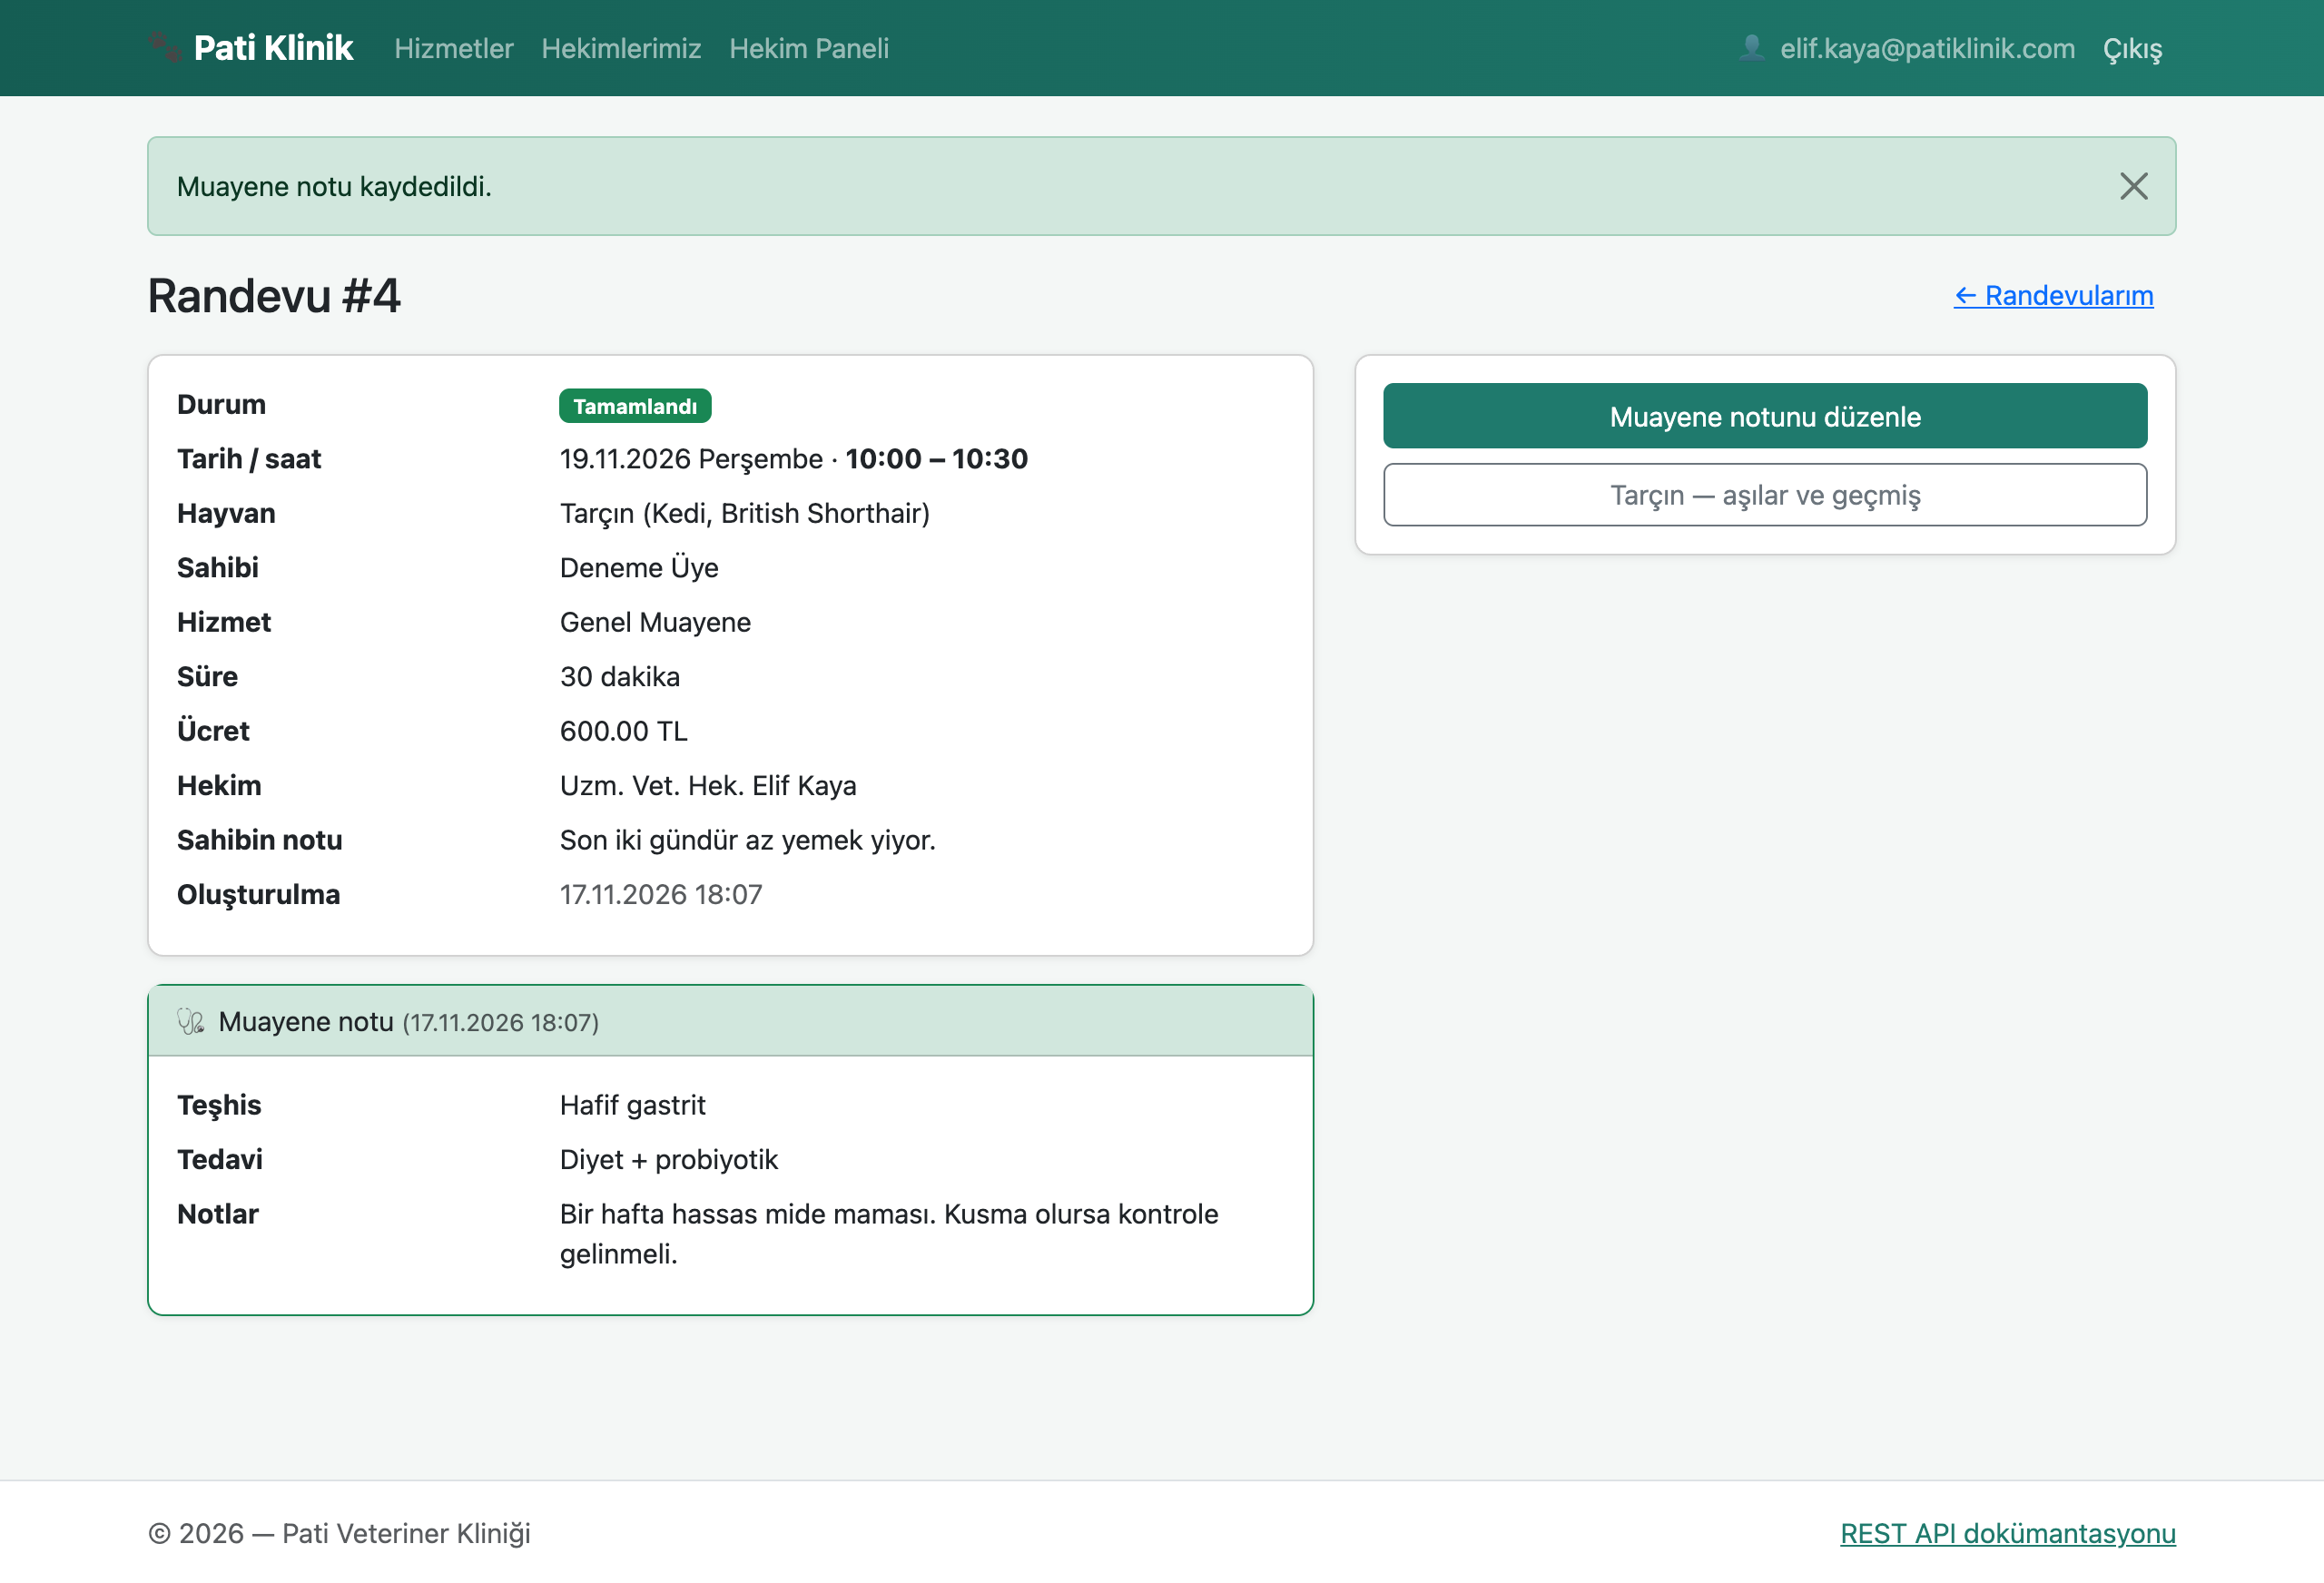 Pati Klinik Hizmetler Hekimlerimiz Hekim Paneli elif.kaya@patiklinik.com Çıkış
Muayene notu kaydedildi.
Randevu #4 ← Randevularım
Durum Tamamlandı
Tarih / saat 19.11.2026 Perşembe · 10:00 – 10:30
Hayvan Tarçın (Kedi, British Shorthair)
Sahibi Deneme Üye
Hizmet Genel Muayene
Süre 30 dakika
Ücret 600.00 TL
Hekim Uzm. Vet. Hek. Elif Kaya
Sahibin notu Son iki gündür az yemek yiyor.
Oluşturulma 17.11.2026 18:07
Muayene notunu düzenle
Tarçın — aşılar ve geçmiş
Muayene notu (17.11.2026 18:07)
Teşhis Hafif gastrit
Tedavi Diyet + probiyotik
Notlar Bir hafta hassas mide maması. Kusma olursa kontrole
gelinmeli.
© 2026 — Pati Veteriner Kliniği REST API dokümantasyonu